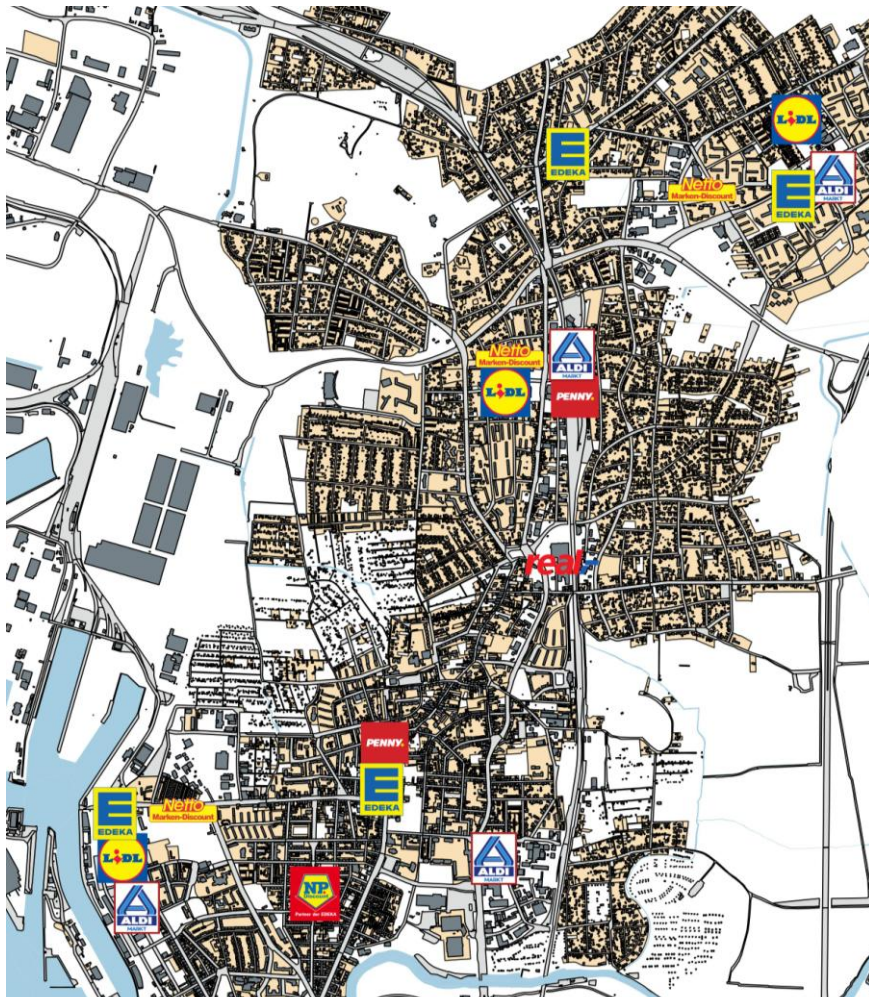 LiDL
EDEKA
Netto
Marken-Discount
ALDI
MARKT
EDEKA
Netto
Marken-Discount
ALDI
MARKT
LiDL
PENNY.
real,-
PENNY.
EDEKA
EDEKA
Netto
Marken-Discount
LiDL
ALDI
MARKT
ALDI
MARKT
NP
Discount
Partner der EDEKA